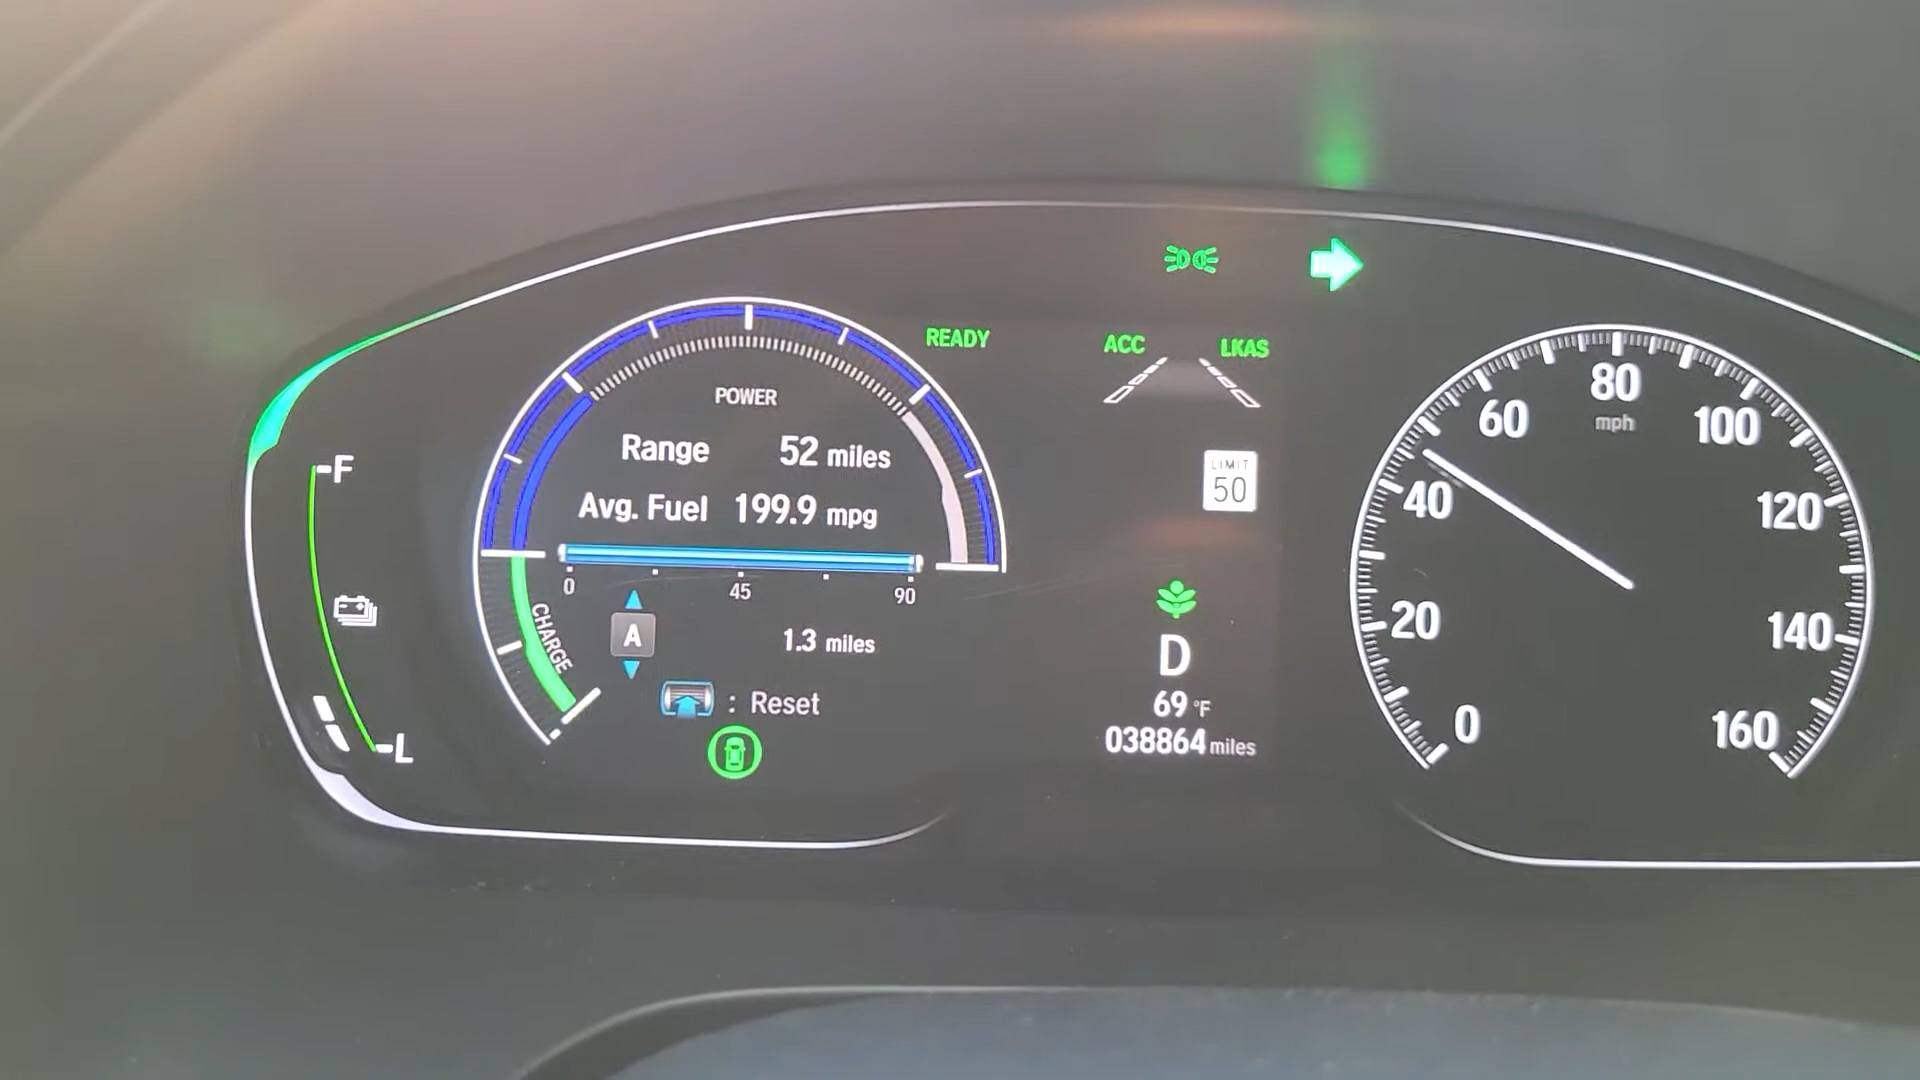 READY
ACC
LKAS
POWER
Range 52 miles
Avg. Fuel 199.9 mpg
0 45 90
CHARGE
A
1.3 miles
: Reset
F
L
LIMIT
50
D
69 °F
038864 miles
0
20
40
60
80
mph
100
120
140
160